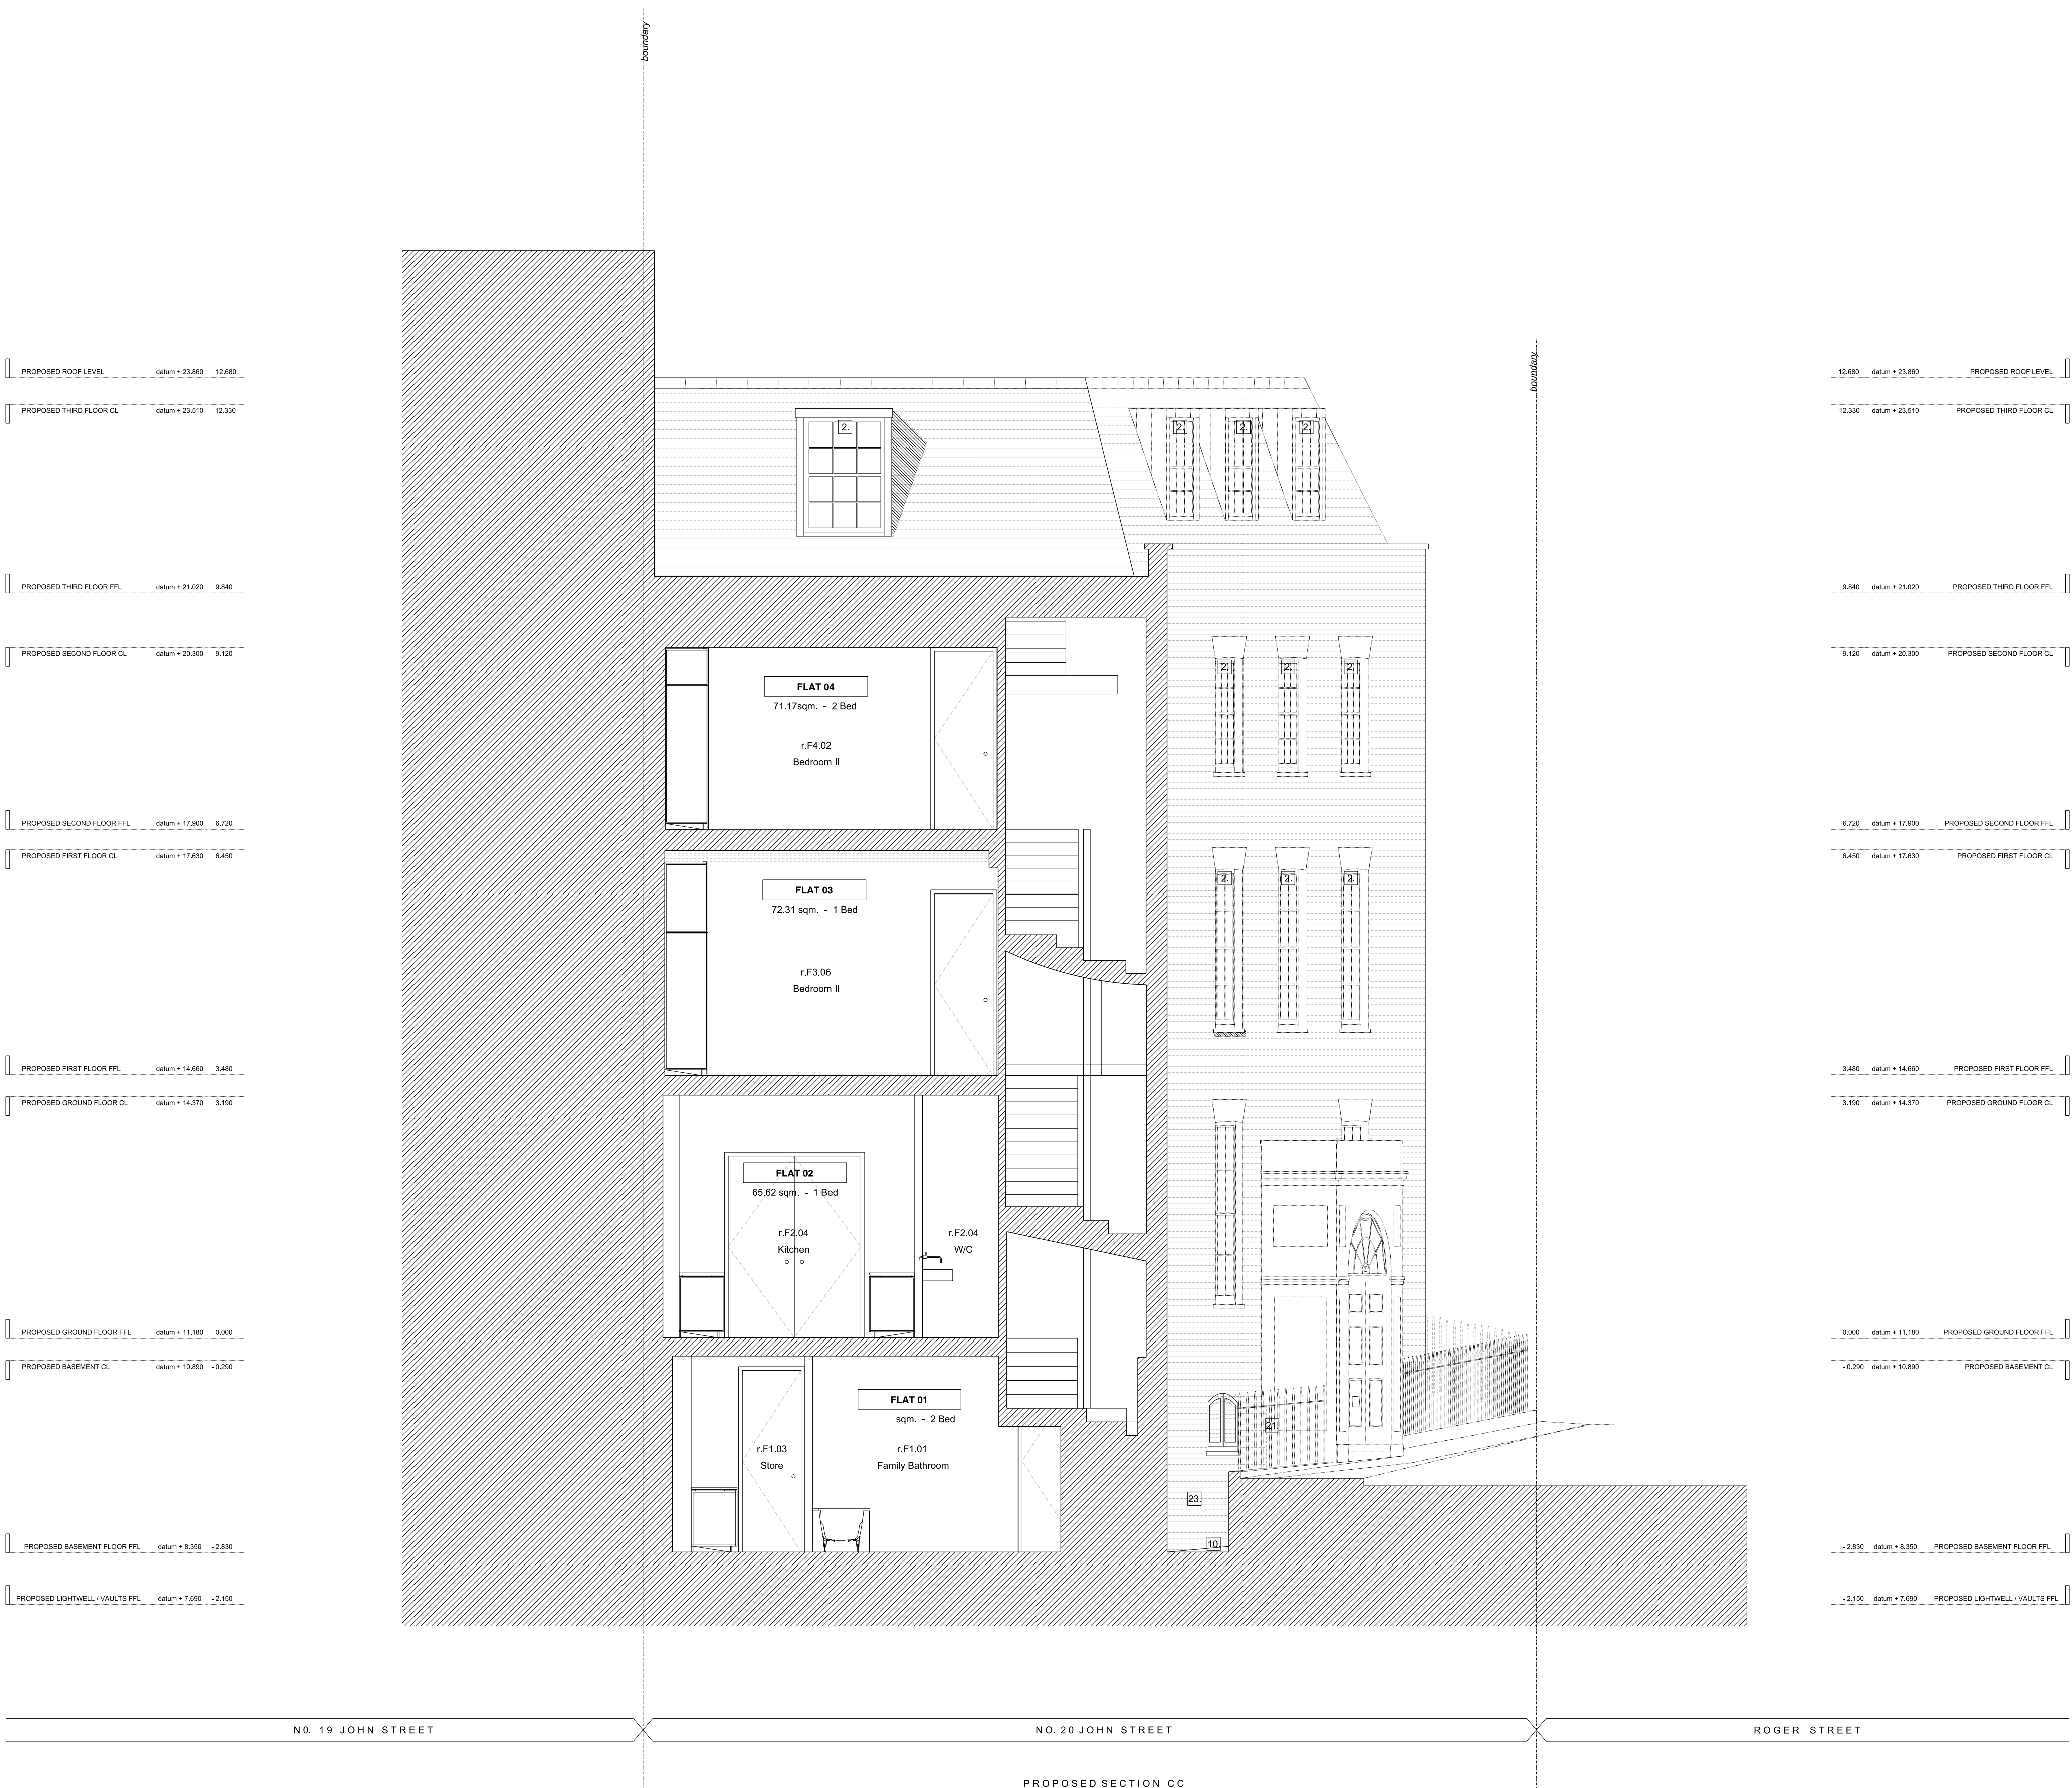 boundary
boundary
PROPOSED ROOF LEVEL datum + 23,860 12,680
PROPOSED THIRD FLOOR CL datum + 23.510 12.330
PROPOSED THIRD FLOOR FFL datum + 21.020 9.840
PROPOSED SECOND FLOOR CL datum + 20,300 9,120
PROPOSED SECOND FLOOR FFL datum + 17,900 6.720
PROPOSED FIRST FLOOR CL datum + 17.630 6,450
PROPOSED FIRST FLOOR FFL datum + 14,660 3,480
PROPOSED GROUND FLOOR CL datum + 14,370 3,190
PROPOSED GROUND FLOOR FFL datum + 11,180 0.000
PROPOSED BASEMENT CL datum + 10,890 - 0.290
PROPOSED BASEMENT FLOOR FFL datum + 8,350 - 2,830
PROPOSED LIGHTWELL / VAULTS FFL datum + 7,690 - 2,150
2.
2.
2.
2.
FLAT 04
71.17sqm. - 2 Bed
r.F4.02
Bedroom II
2.
2.
2.
FLAT 03
72.31 sqm. - 1 Bed
r.F3.06
Bedroom II
2.
2.
2.
FLAT 02
65.62 sqm. - 1 Bed
r.F2.04
Kitchen
r.F2.04
W/C
FLAT 01
sqm. - 2 Bed
r.F1.03
Store
r.F1.01
Family Bathroom
21.
23.
10.
12,680 datum + 23,860 PROPOSED ROOF LEVEL
12.330 datum + 23.510 PROPOSED THIRD FLOOR CL
9.840 datum + 21.020 PROPOSED THIRD FLOOR FFL
9,120 datum + 20,300 PROPOSED SECOND FLOOR CL
6.720 datum + 17,900 PROPOSED SECOND FLOOR FFL
6,450 datum + 17.630 PROPOSED FIRST FLOOR CL
3,480 datum + 14,660 PROPOSED FIRST FLOOR FFL
3,190 datum + 14,370 PROPOSED GROUND FLOOR CL
0.000 datum + 11,180 PROPOSED GROUND FLOOR FFL
- 0.290 datum + 10.890 PROPOSED BASEMENT CL
- 2,830 datum + 8,350 PROPOSED BASEMENT FLOOR FFL
- 2,150 datum + 7,690 PROPOSED LIGHTWELL / VAULTS FFL
N0. 19 JOHN STREET
NO. 20 JOHN STREET
ROGER STREET
PROPOSED SECTION CC